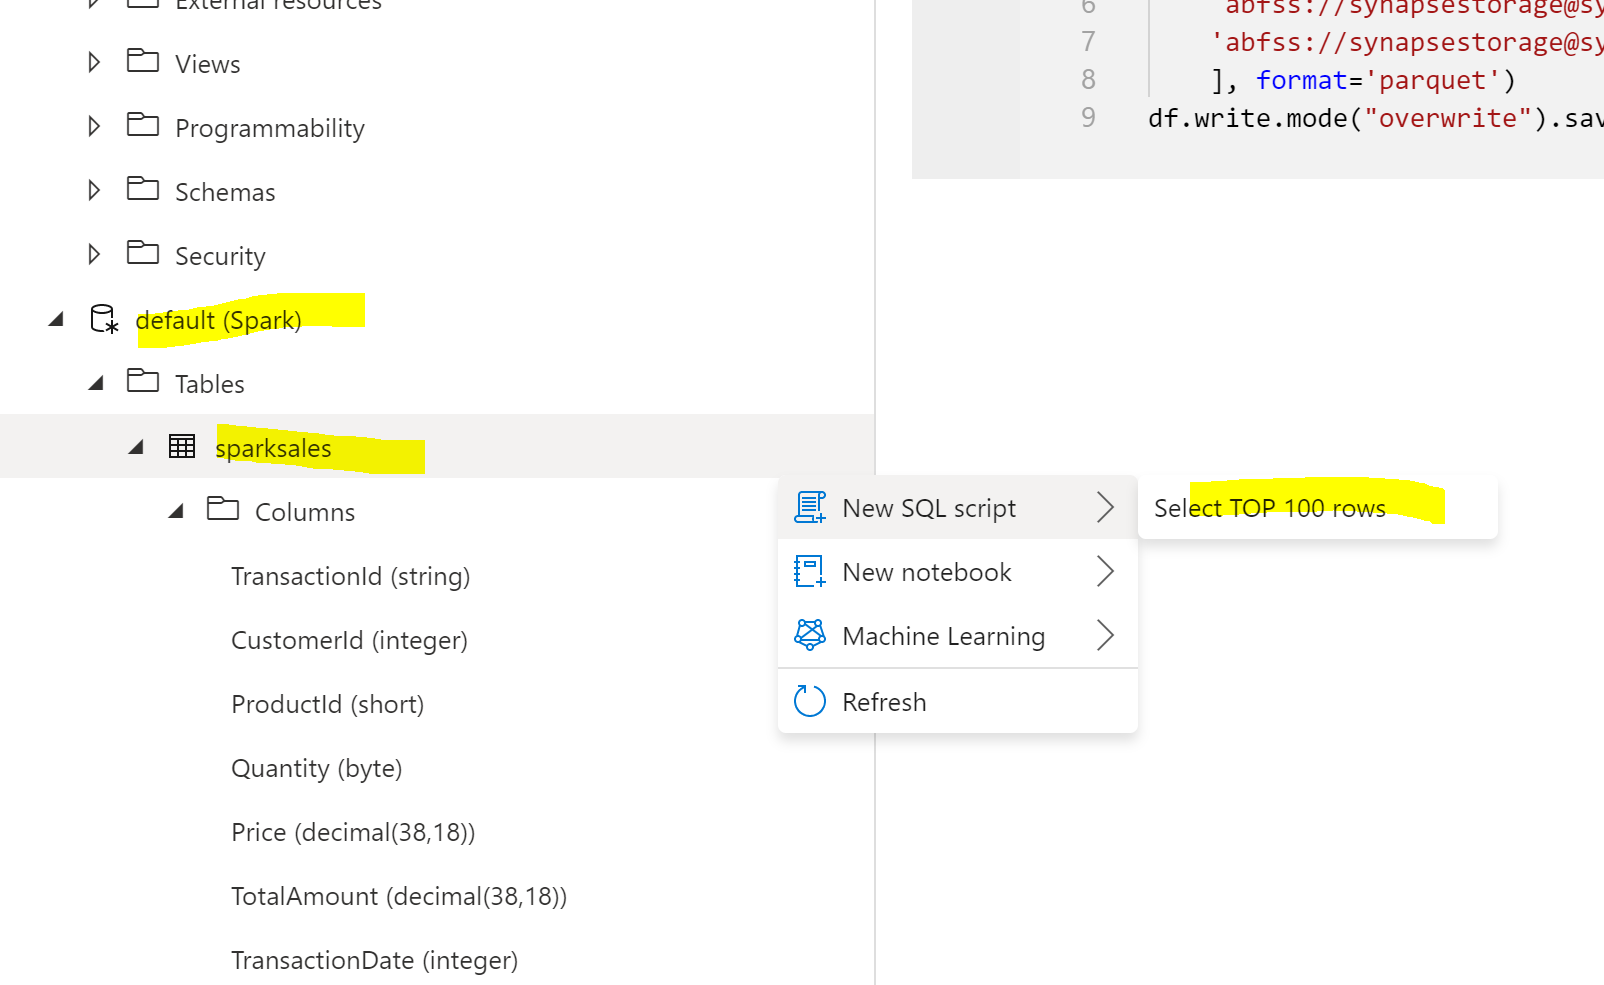 External resources
Views
Programmability
Schemas
Security
default (Spark)
Tables
sparksales
Columns
TransactionId (string)
CustomerId (integer)
ProductId (short)
Quantity (byte)
Price (decimal(38,18))
TotalAmount (decimal(38,18))
TransactionDate (integer)
New SQL script
Select TOP 100 rows
New notebook
Machine Learning
Refresh
6 abfss://synapsestorage@sy
7 'abfss://synapsestorage@sy
8 ], format='parquet')
9 df.write.mode("overwrite").sav